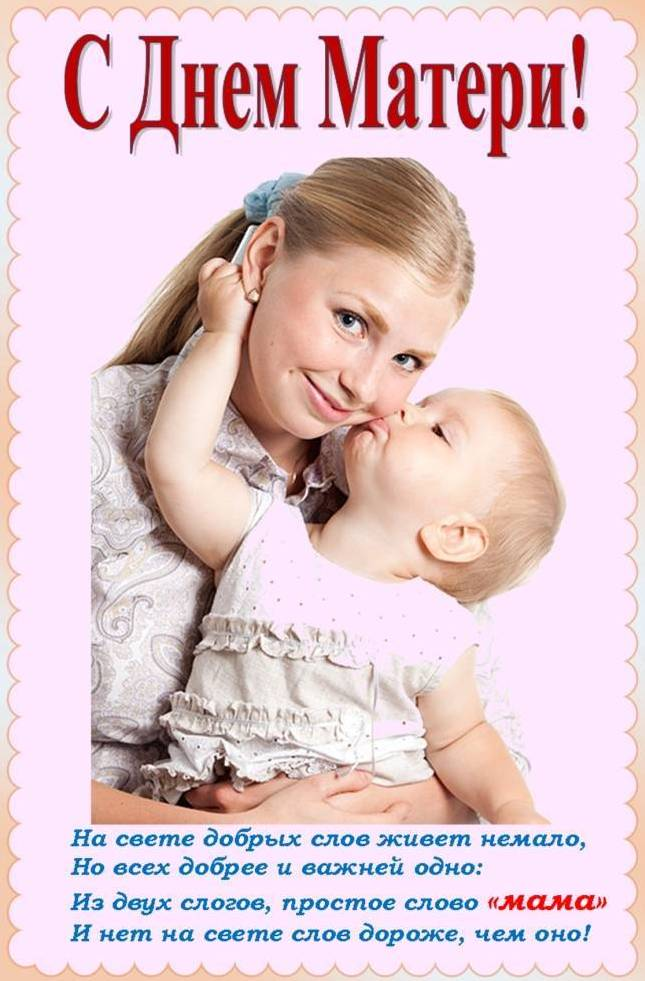 С Днем Матери!
На свете добрых слов живет немало,
Но всех добрее и важней одно:
Из двух слогов, простое слово «мама»
И нет на свете слов дороже, чем оно!